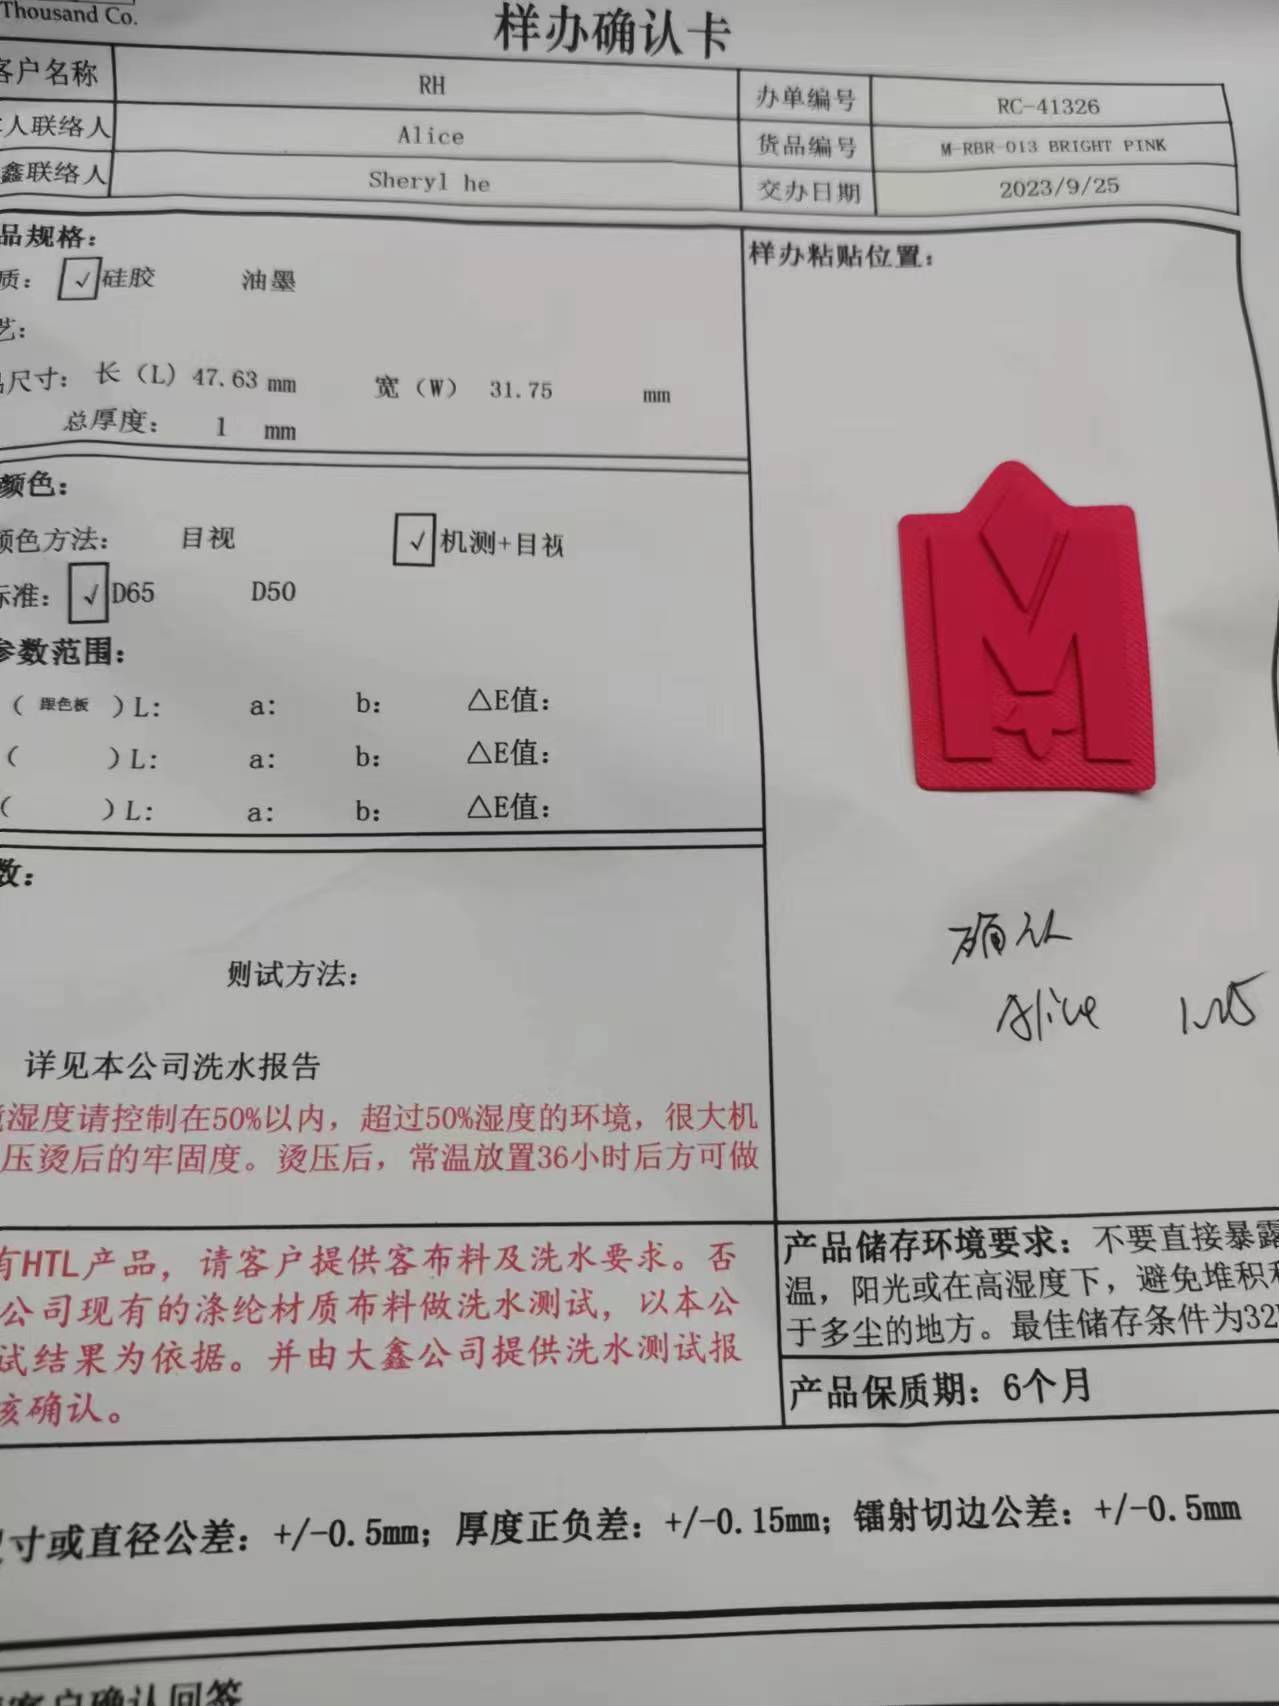 Thousand Co.
样办确认卡
客户名称 RH 办单编号 RC-41326
人联络人 Alice 货品编号 M-RBR-013 BRIGHT PINK
鑫联络人 Sheryl he 交办日期 2023/9/25
品规格：
质： √ 硅胶 油墨
艺：
品尺寸： 长（L）47.63 mm 宽（W） 31.75 mm
总厚度： 1 mm
样办粘贴位置：
颜色：
颜色方法： 目视 √ 机测+目视
标准： √ D65 D50
参数范围：
（ 跟色板 ）L: a: b: △E值：
（ ）L: a: b: △E值：
（ ）L: a: b: △E值：
数：
测试方法：
详见本公司洗水报告
湿度请控制在50%以内，超过50%湿度的环境，很大机
压烫后的牢固度。烫压后，常温放置36小时后方可做
确认
Alice
有HTL产品，请客户提供客布料及洗水要求。否
公司现有的涤纶材质布料做洗水测试，以本公
试结果为依据。并由大鑫公司提供洗水测试报
核确认。
产品储存环境要求：不要直接暴露
温，阳光或在高湿度下，避免堆积
于多尘的地方。最佳储存条件为32
产品保质期：6个月
尺寸或直径公差：+/-0.5mm；厚度正负差：+/-0.15mm；镭射切边公差：+/-0.5mm
客户确认回签